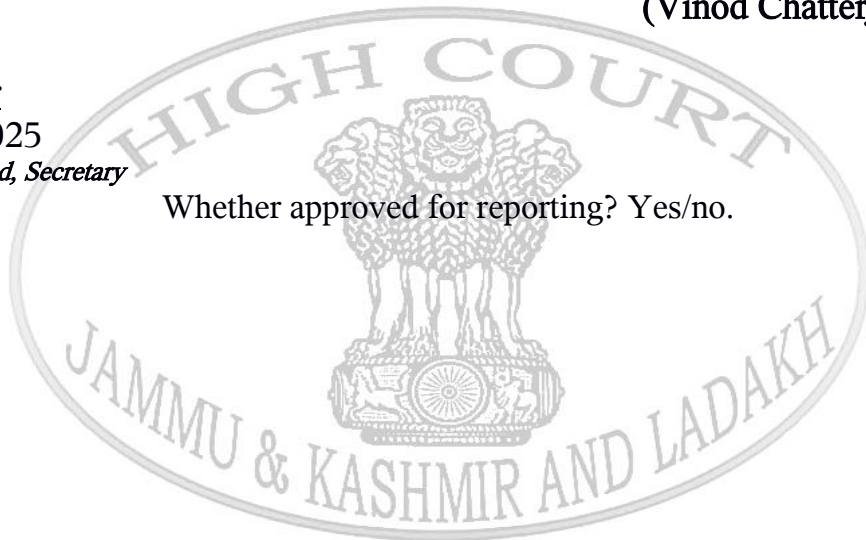 (Vinod Chatter
025
d, Secretary
Whether approved for reporting? Yes/no.
HIGH COURT
JAMMU & KASHMIR AND LADAKH